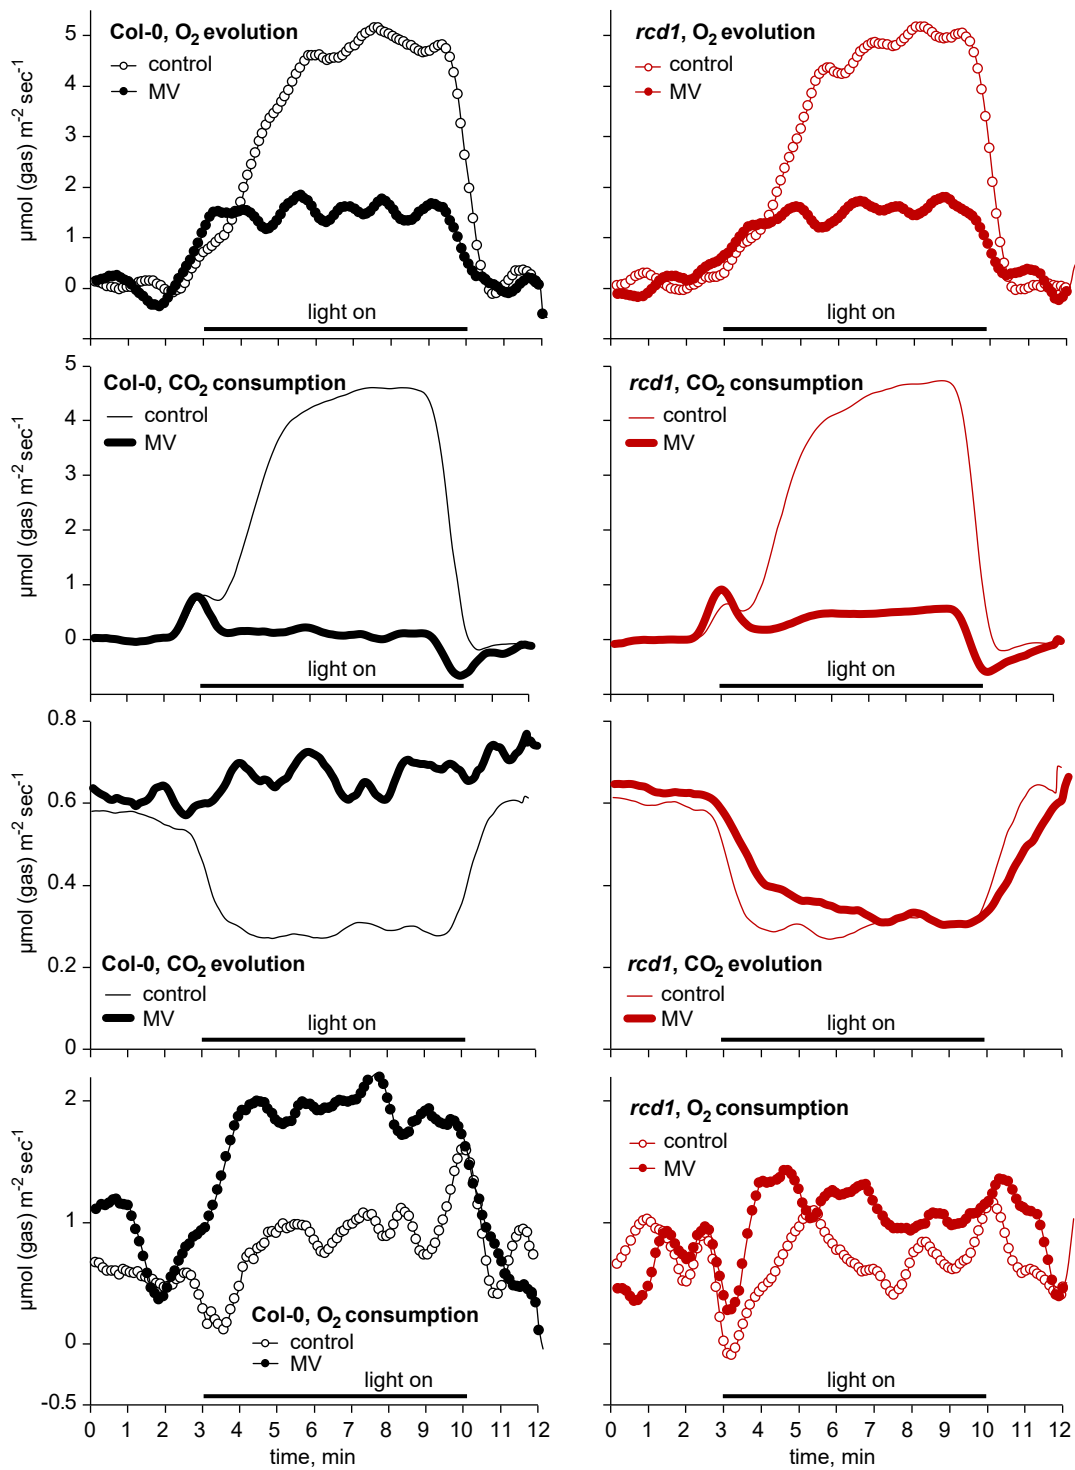 Col-0, O2 evolution
control
MV
5
4
3
2
1
0
µmol (gas) m-2 sec-1
light on
rcd1, O2 evolution
control
MV
light on
Col-0, CO2 consumption
control
MV
5
4
3
2
1
0
µmol (gas) m-2 sec-1
light on
rcd1, CO2 consumption
control
MV
light on
0.8
0.6
0.4
0.2
0
µmol (gas) m-2 sec-1
Col-0, CO2 evolution
control
MV
light on
rcd1, CO2 evolution
control
MV
light on
2
1
0
-0.5
µmol (gas) m-2 sec-1
Col-0, O2 consumption
control
MV
light on
0 1 2 3 4 5 6 7 8 9 10 11 12
time, min
rcd1, O2 consumption
control
MV
light on
0 1 2 3 4 5 6 7 8 9 10 11 12
time, min